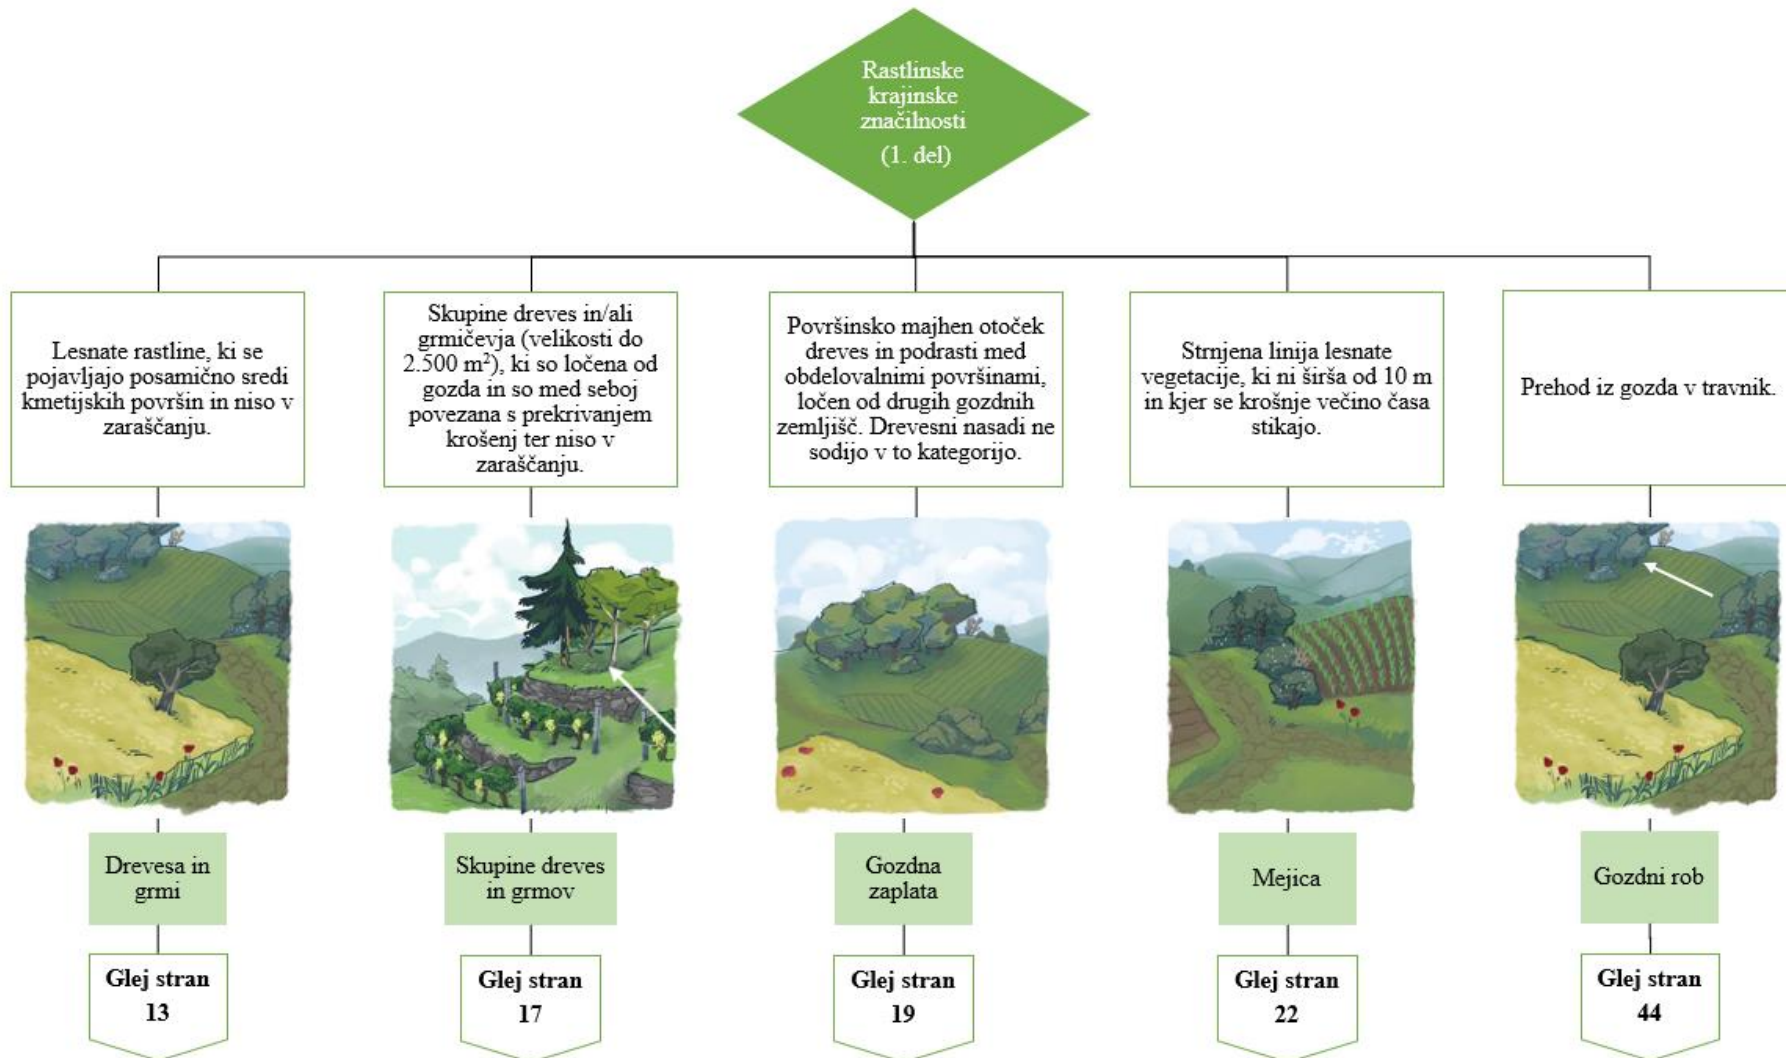 Rastlinske
krajinske
značilnosti
(1. del)
Lesnate rastline, ki se
pojavljajo posamično sredi
kmetijskih površin in niso v
zaraščanju.
Skupine dreves in/ali
grmičevja (velikosti do
2.500 m²), ki so ločena od
gozda in so med seboj
povezana s prekrivanjem
krošenj ter niso v
zaraščanju.
Površinsko majhen otoček
dreves in podrasti med
obdelovalnimi površinami,
ločen od drugih gozdnih
zemljišč. Drevesni nasadi ne
sodijo v to kategorijo.
Strnjena linija lesnate
vegetacije, ki ni širša od 10 m
in kjer se krošnje večino časa
stikajo.
Prehod iz gozda v travnik.
Drevesa in
grmi
Skupine dreves
in grmov
Gozdna
zaplata
Mejica
Gozdni rob
Glej stran
13
Glej stran
17
Glej stran
19
Glej stran
22
Glej stran
44